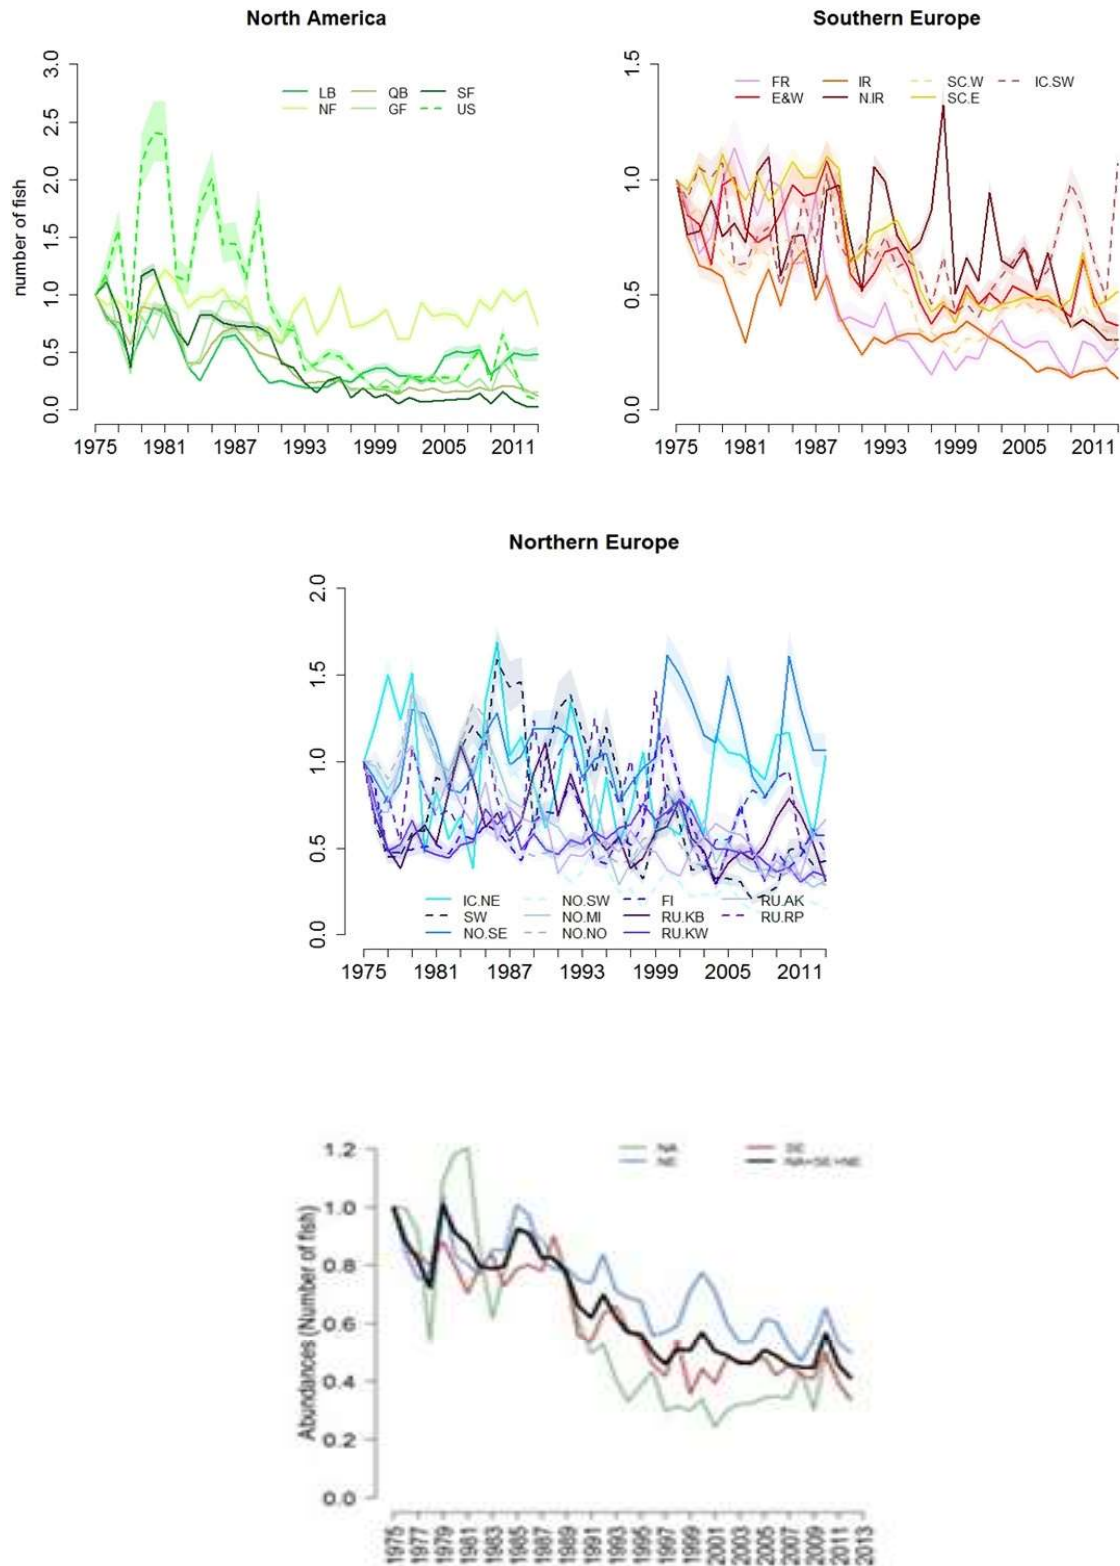 North America
3.0
2.5
2.0
1.5
1.0
0.5
0.0
number of fish
LB QB SF
NF GF US
1975 1981 1987 1993 1999 2005 2011
Southern Europe
1.5
1.0
0.5
0.0
FR IR SC.W IC.SW
E&W N.IR SC.E
1975 1981 1987 1993 1999 2005 2011
Northern Europe
2.0
1.5
1.0
0.5
0.0
IC.NE NO.SW FI RU.AK
SW NO.MI RU.KB RU.RP
NO.SE NO.NO RU.KW
1975 1981 1987 1993 1999 2005 2011
1.2
1.0
0.8
0.6
0.4
0.2
0.0
Abundances (Number of fish)
NA SE
NE NA+SE+NE
1975 1977 1979 1981 1983 1985 1987 1989 1991 1993 1995 1997 1999 2001 2003 2005 2007 2009 2011 2013